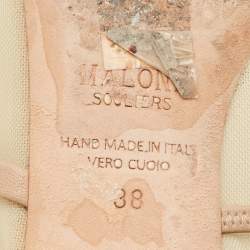 MALONE
SOULIERS
HAND MADE IN ITALY
VERO CUOIO
38